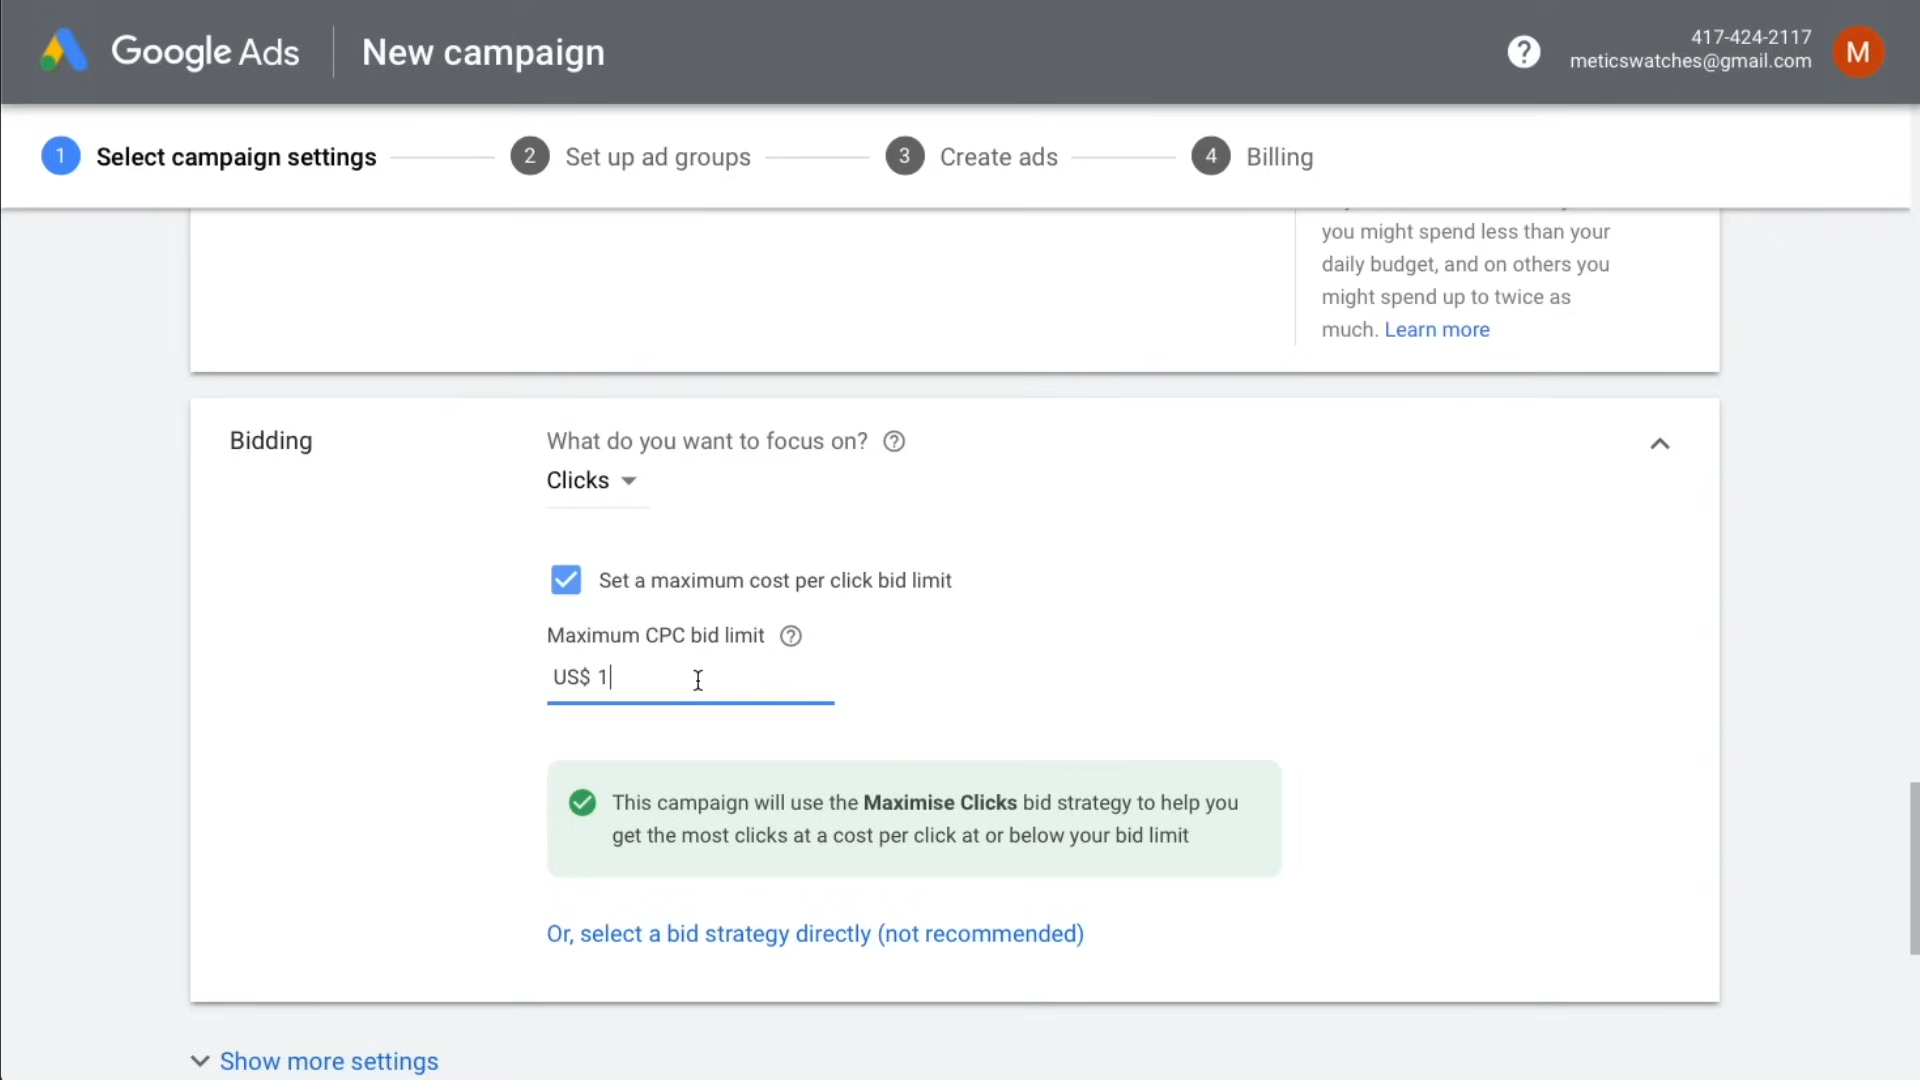 Google Ads
New campaign
?
417-424-2117
meticswatches@gmail.com
M
1 Select campaign settings
2 Set up ad groups
3 Create ads
4 Billing
you might spend less than your
daily budget, and on others you
might spend up to twice as
much. Learn more
Bidding
What do you want to focus on? ?
Clicks
Set a maximum cost per click bid limit
Maximum CPC bid limit ?
US$ 1
This campaign will use the Maximise Clicks bid strategy to help you
get the most clicks at a cost per click at or below your bid limit
Or, select a bid strategy directly (not recommended)
Show more settings